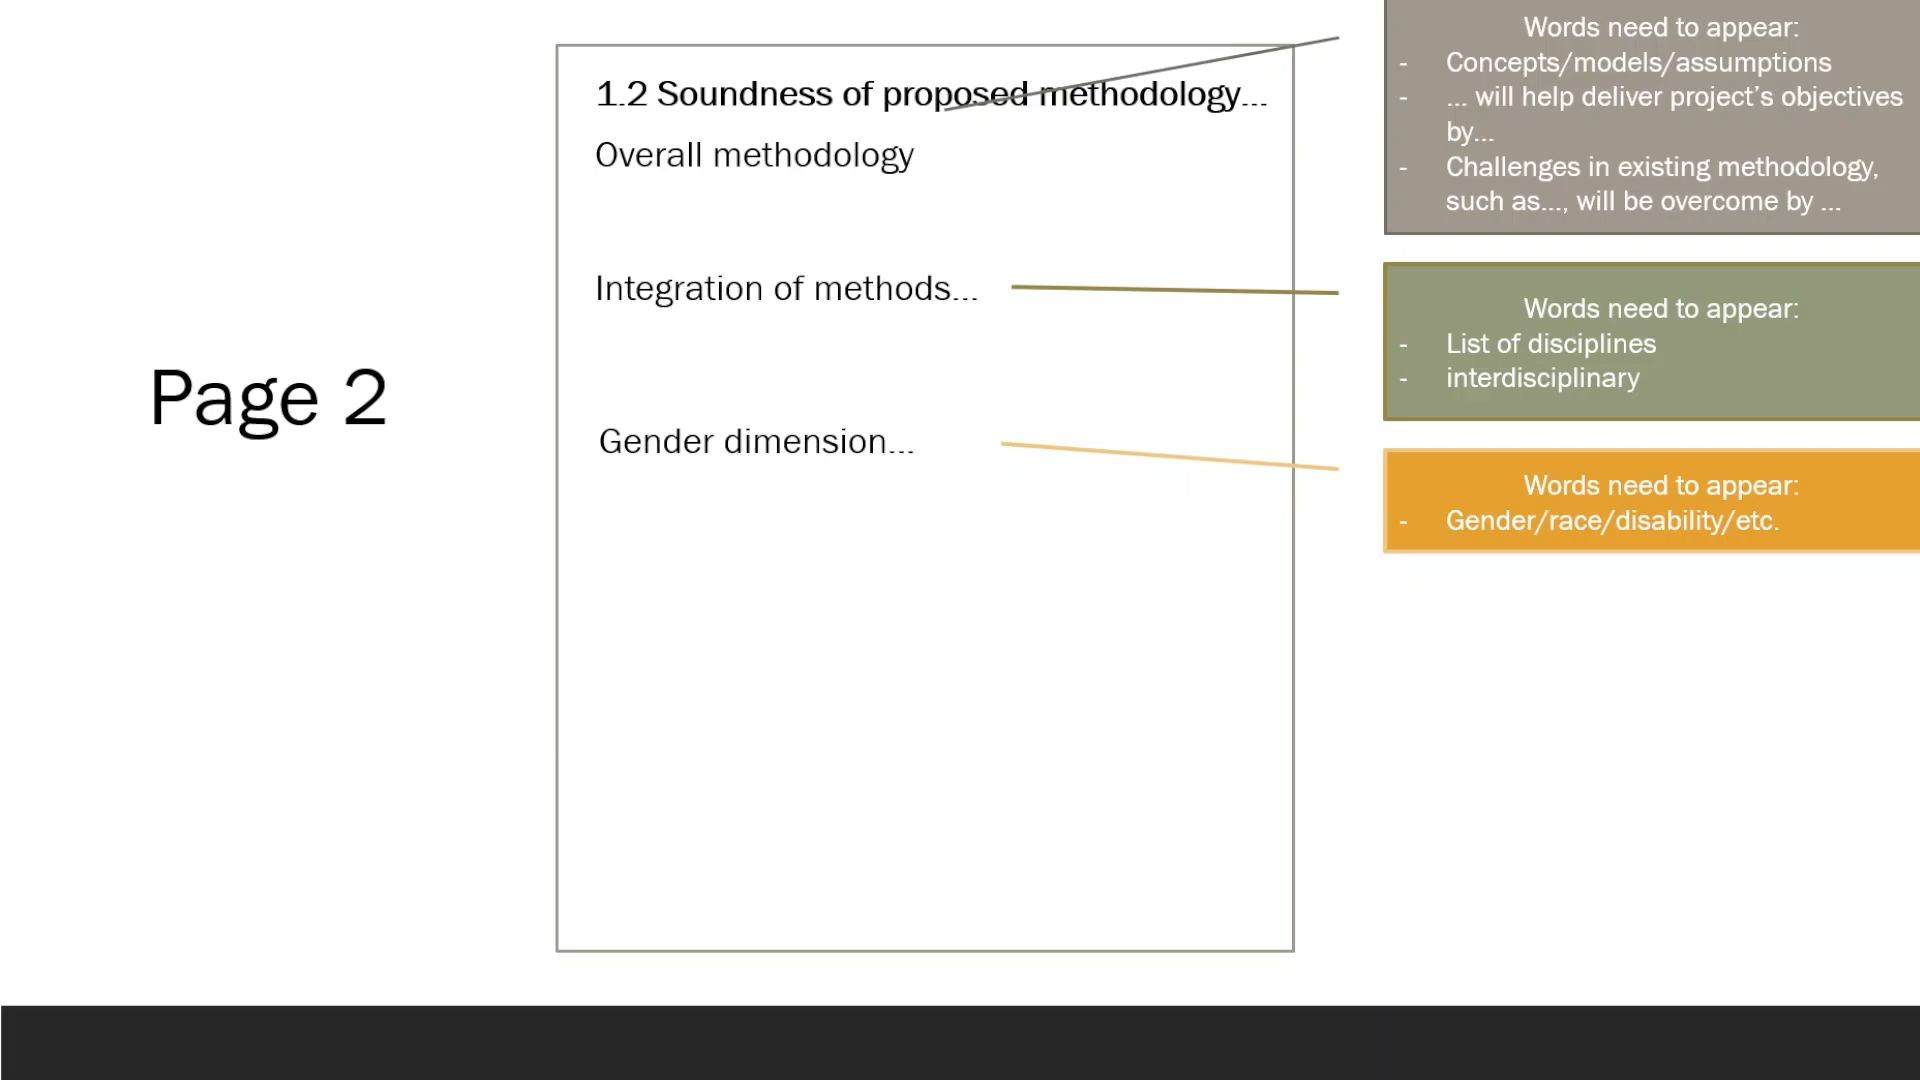 Page 2
1.2 Soundness of proposed methodology...
Overall methodology
Integration of methods...
Gender dimension...
Words need to appear:
- Concepts/models/assumptions
- ... will help deliver project's objectives
by...
- Challenges in existing methodology,
such as..., will be overcome by ...
Words need to appear:
- List of disciplines
- interdisciplinary
Words need to appear:
- Gender/race/disability/etc.